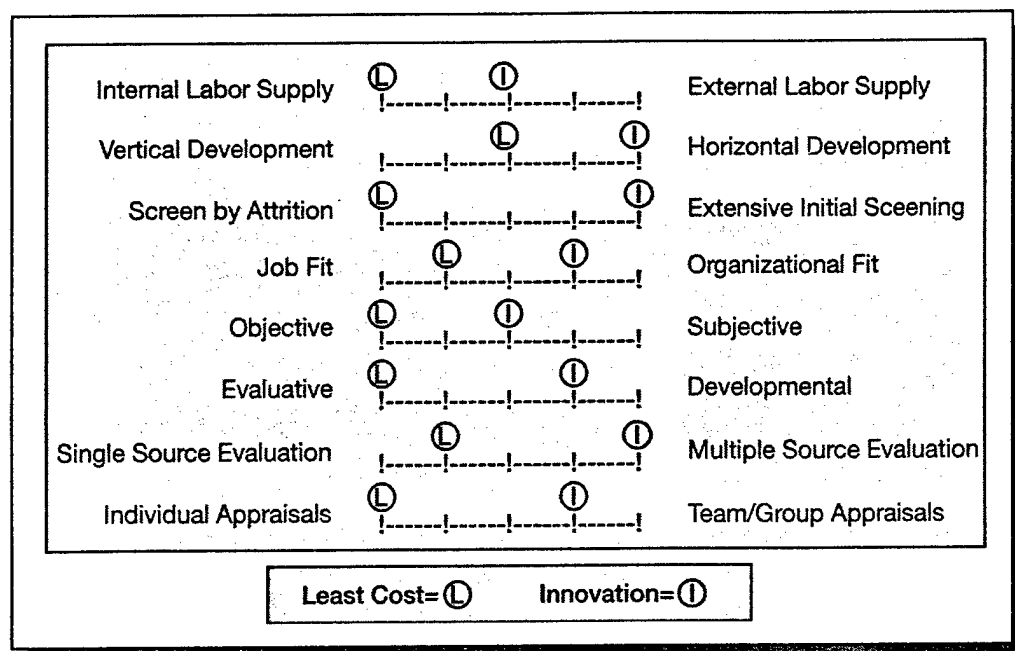 Internal Labor Supply Ⓛ Ⓘ External Labor Supply
!-----!-----!-----!-----!
Vertical Development Ⓛ Ⓘ Horizontal Development
!-----!-----!-----!-----!
Screen by Attrition Ⓛ Ⓘ Extensive Initial Sceening
!-----!-----!-----!-----!
Job Fit Ⓛ Ⓘ Organizational Fit
!-----!-----!-----!-----!
Objective Ⓛ Ⓘ Subjective
!-----!-----!-----!-----!
Evaluative Ⓛ Ⓘ Developmental
!-----!-----!-----!-----!
Single Source Evaluation Ⓛ Ⓘ Multiple Source Evaluation
!-----!-----!-----!-----!
Individual Appraisals Ⓛ Ⓘ Team/Group Appraisals
!-----!-----!-----!-----!
Least Cost=Ⓛ Innovation=Ⓘ